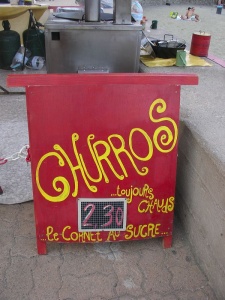 CHURROS
...toujours
CHAUDS
2.30
...Le CORNET AU SUCRE...